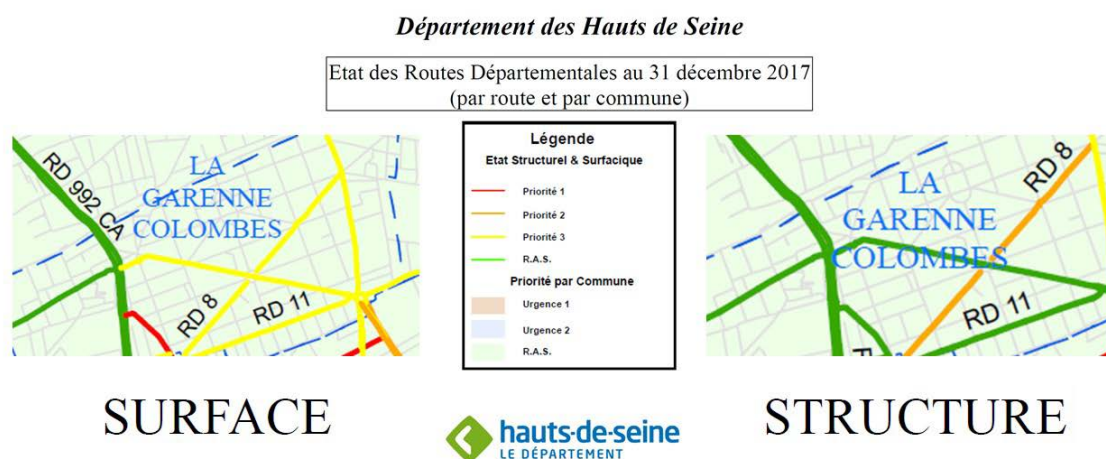 Département des Hauts de Seine
Etat des Routes Départementales au 31 décembre 2017
(par route et par commune)
LA
GARENNE
COLOMBES
RD 992 CA
RD 8
RD 11
Légende
Etat Structurel & Surfacique
Priorité 1
Priorité 2
Priorité 3
R.A.S.
Priorité par Commune
Urgence 1
Urgence 2
R.A.S.
LA
GARENNE
COLOMBES
RD 8
RD 11
SURFACE
hauts-de-seine
LE DÉPARTEMENT
STRUCTURE